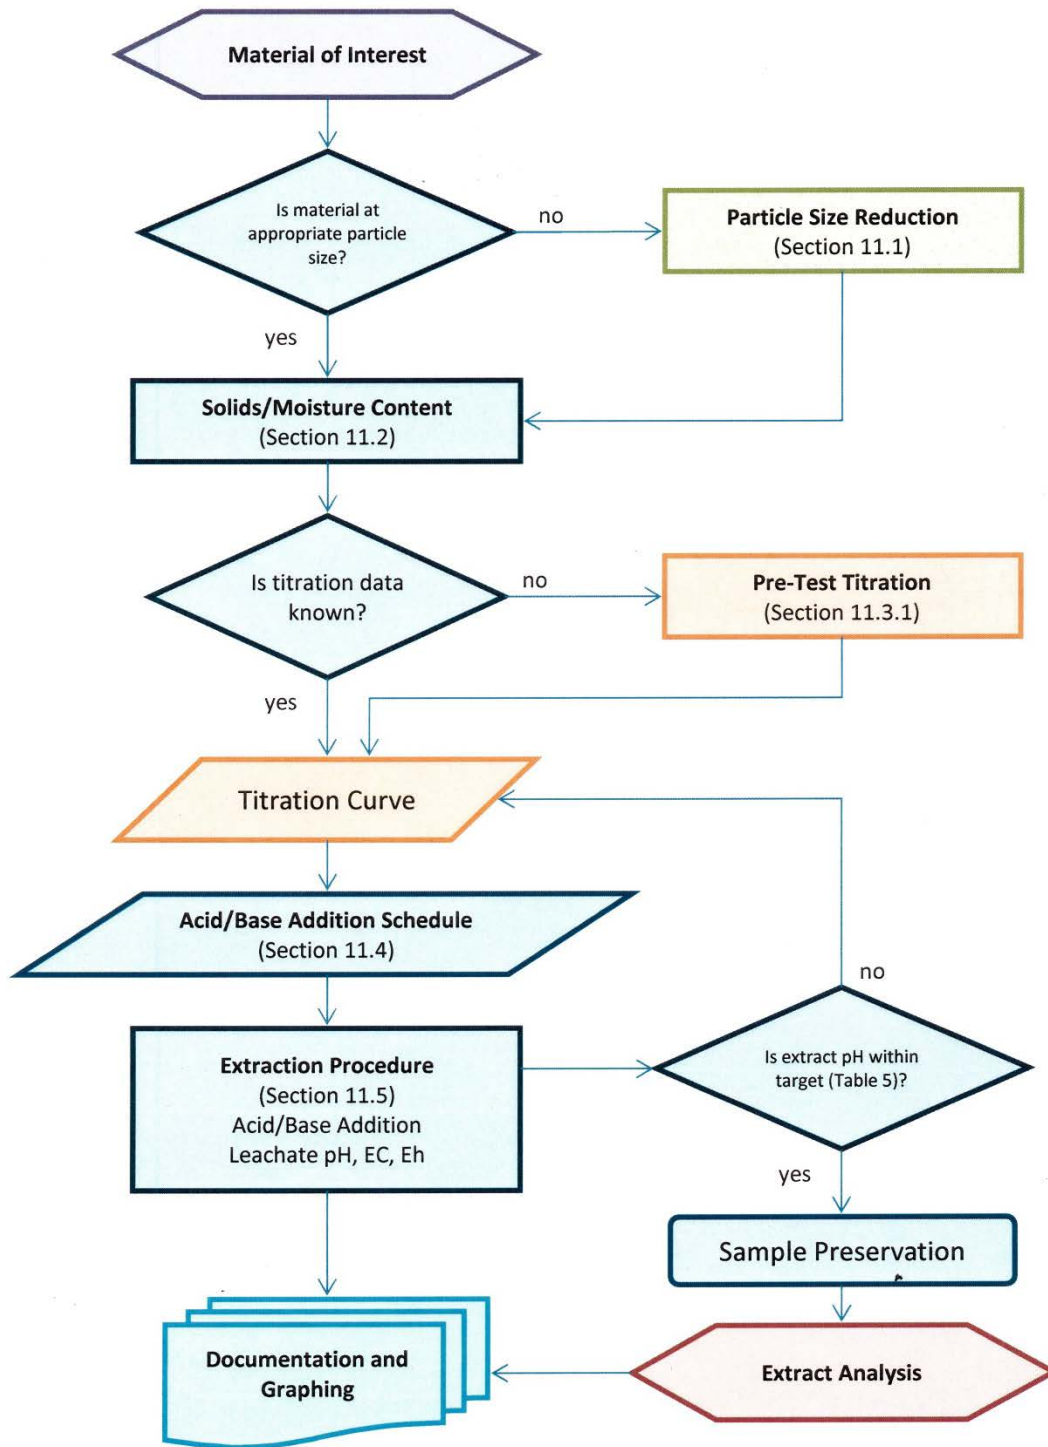 Material of Interest
Is material at
appropriate particle
size?
no
Particle Size Reduction
(Section 11.1)
yes
Solids/Moisture Content
(Section 11.2)
Is titration data
known?
no
Pre-Test Titration
(Section 11.3.1)
yes
Titration Curve
Acid/Base Addition Schedule
(Section 11.4)
no
Extraction Procedure
(Section 11.5)
Acid/Base Addition
Leachate pH, EC, Eh
Is extract pH within
target (Table 5)?
yes
Sample Preservation
Documentation and
Graphing
Extract Analysis